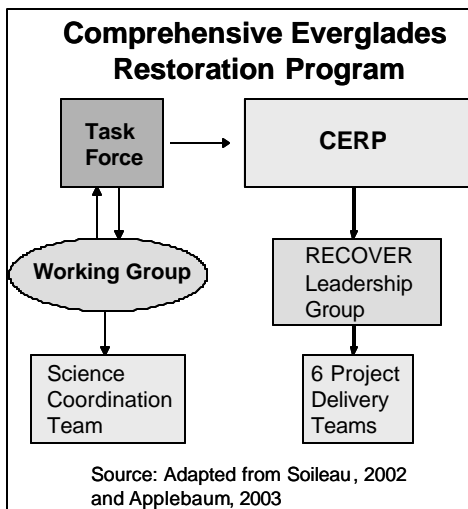 Comprehensive Everglades
Restoration Program
Task
Force
CERP
Working Group
RECOVER
Leadership
Group
Science
Coordination
Team
6 Project
Delivery
Teams
Source: Adapted from Soileau, 2002
and Applebaum, 2003